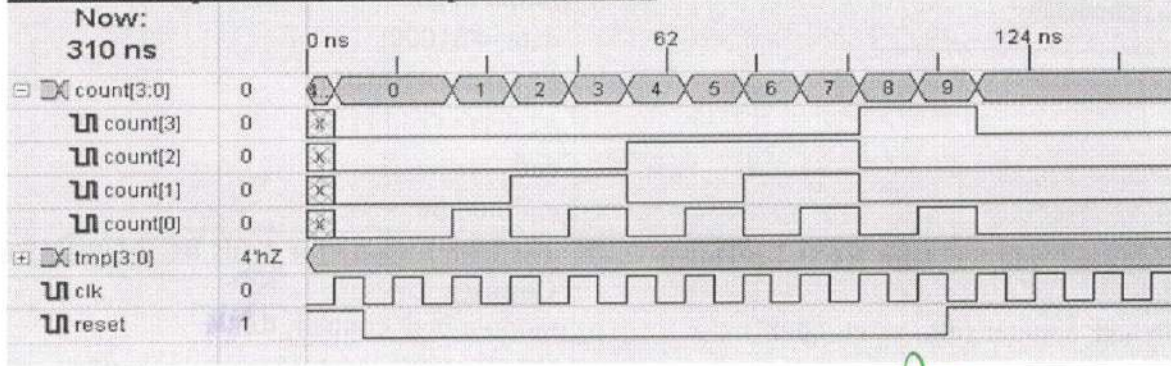 Now:
310 ns
0 ns 62 124 ns
count[3:0] 0 0 1 2 3 4 5 6 7 8 9
count[3] 0 X
count[2] 0 X
count[1] 0 X
count[0] 0 X
tmp[3:0] 4'hZ
clk 0
reset 1